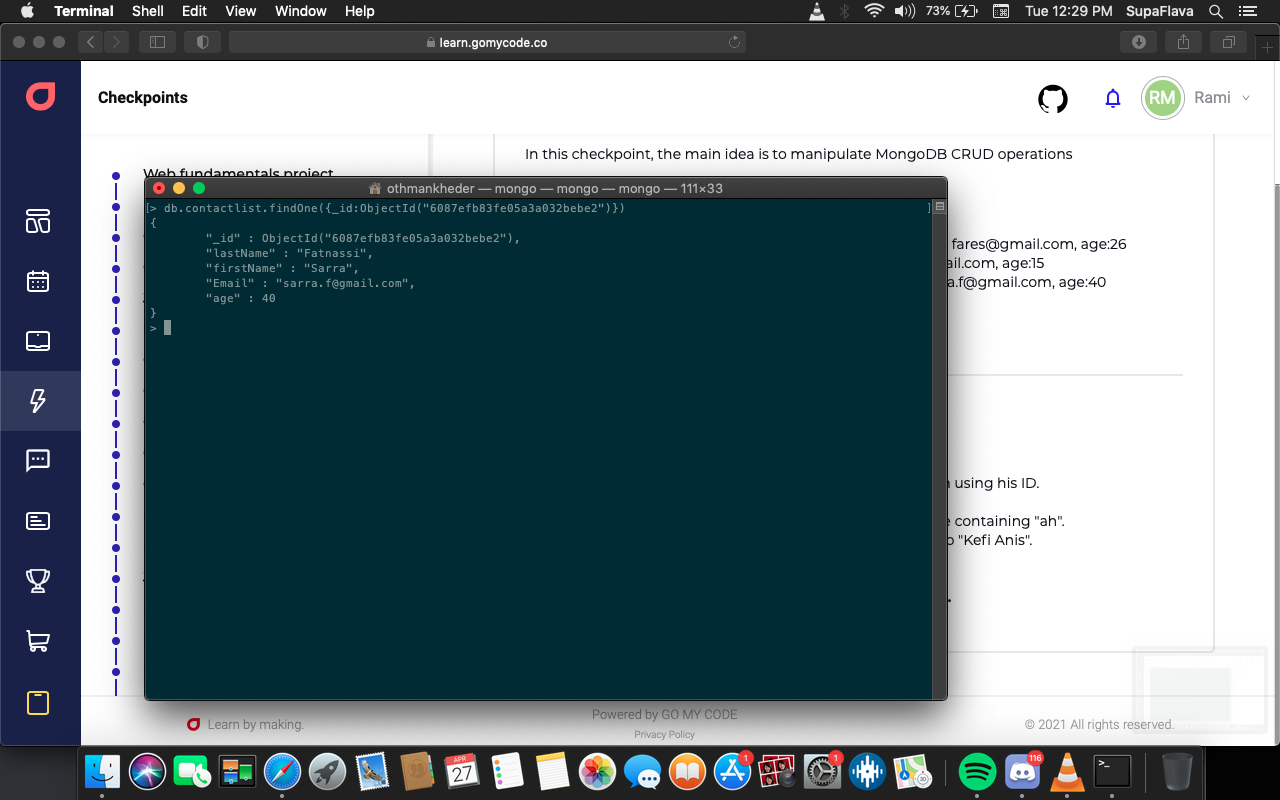 Terminal Shell Edit View Window Help 73% Tue 12:29 PM SupaFlava
learn.gomycode.co
Checkpoints
RM Rami
In this checkpoint, the main idea is to manipulate MongoDB CRUD operations
Web fundamentals project
othmankheder — mongo — mongo — mongo — 111×33
[> db.contactlist.findOne({_id:ObjectId("6087efb83fe05a3a032bebe2")}) ]
{
"_id" : ObjectId("6087efb83fe05a3a032bebe2"),
"lastName" : "Fatnassi",
"firstName" : "Sarra",
"Email" : "sarra.f@gmail.com",
"age" : 40
}
>
fares@gmail.com, age:26
ail.com, age:15
a.f@gmail.com, age:40
using his ID.
containing "ah".
"Kefi Anis".
Learn by making.
Powered by GO MY CODE
Privacy Policy
© 2021 All rights reserved.
APR
27
1
1
116
>_